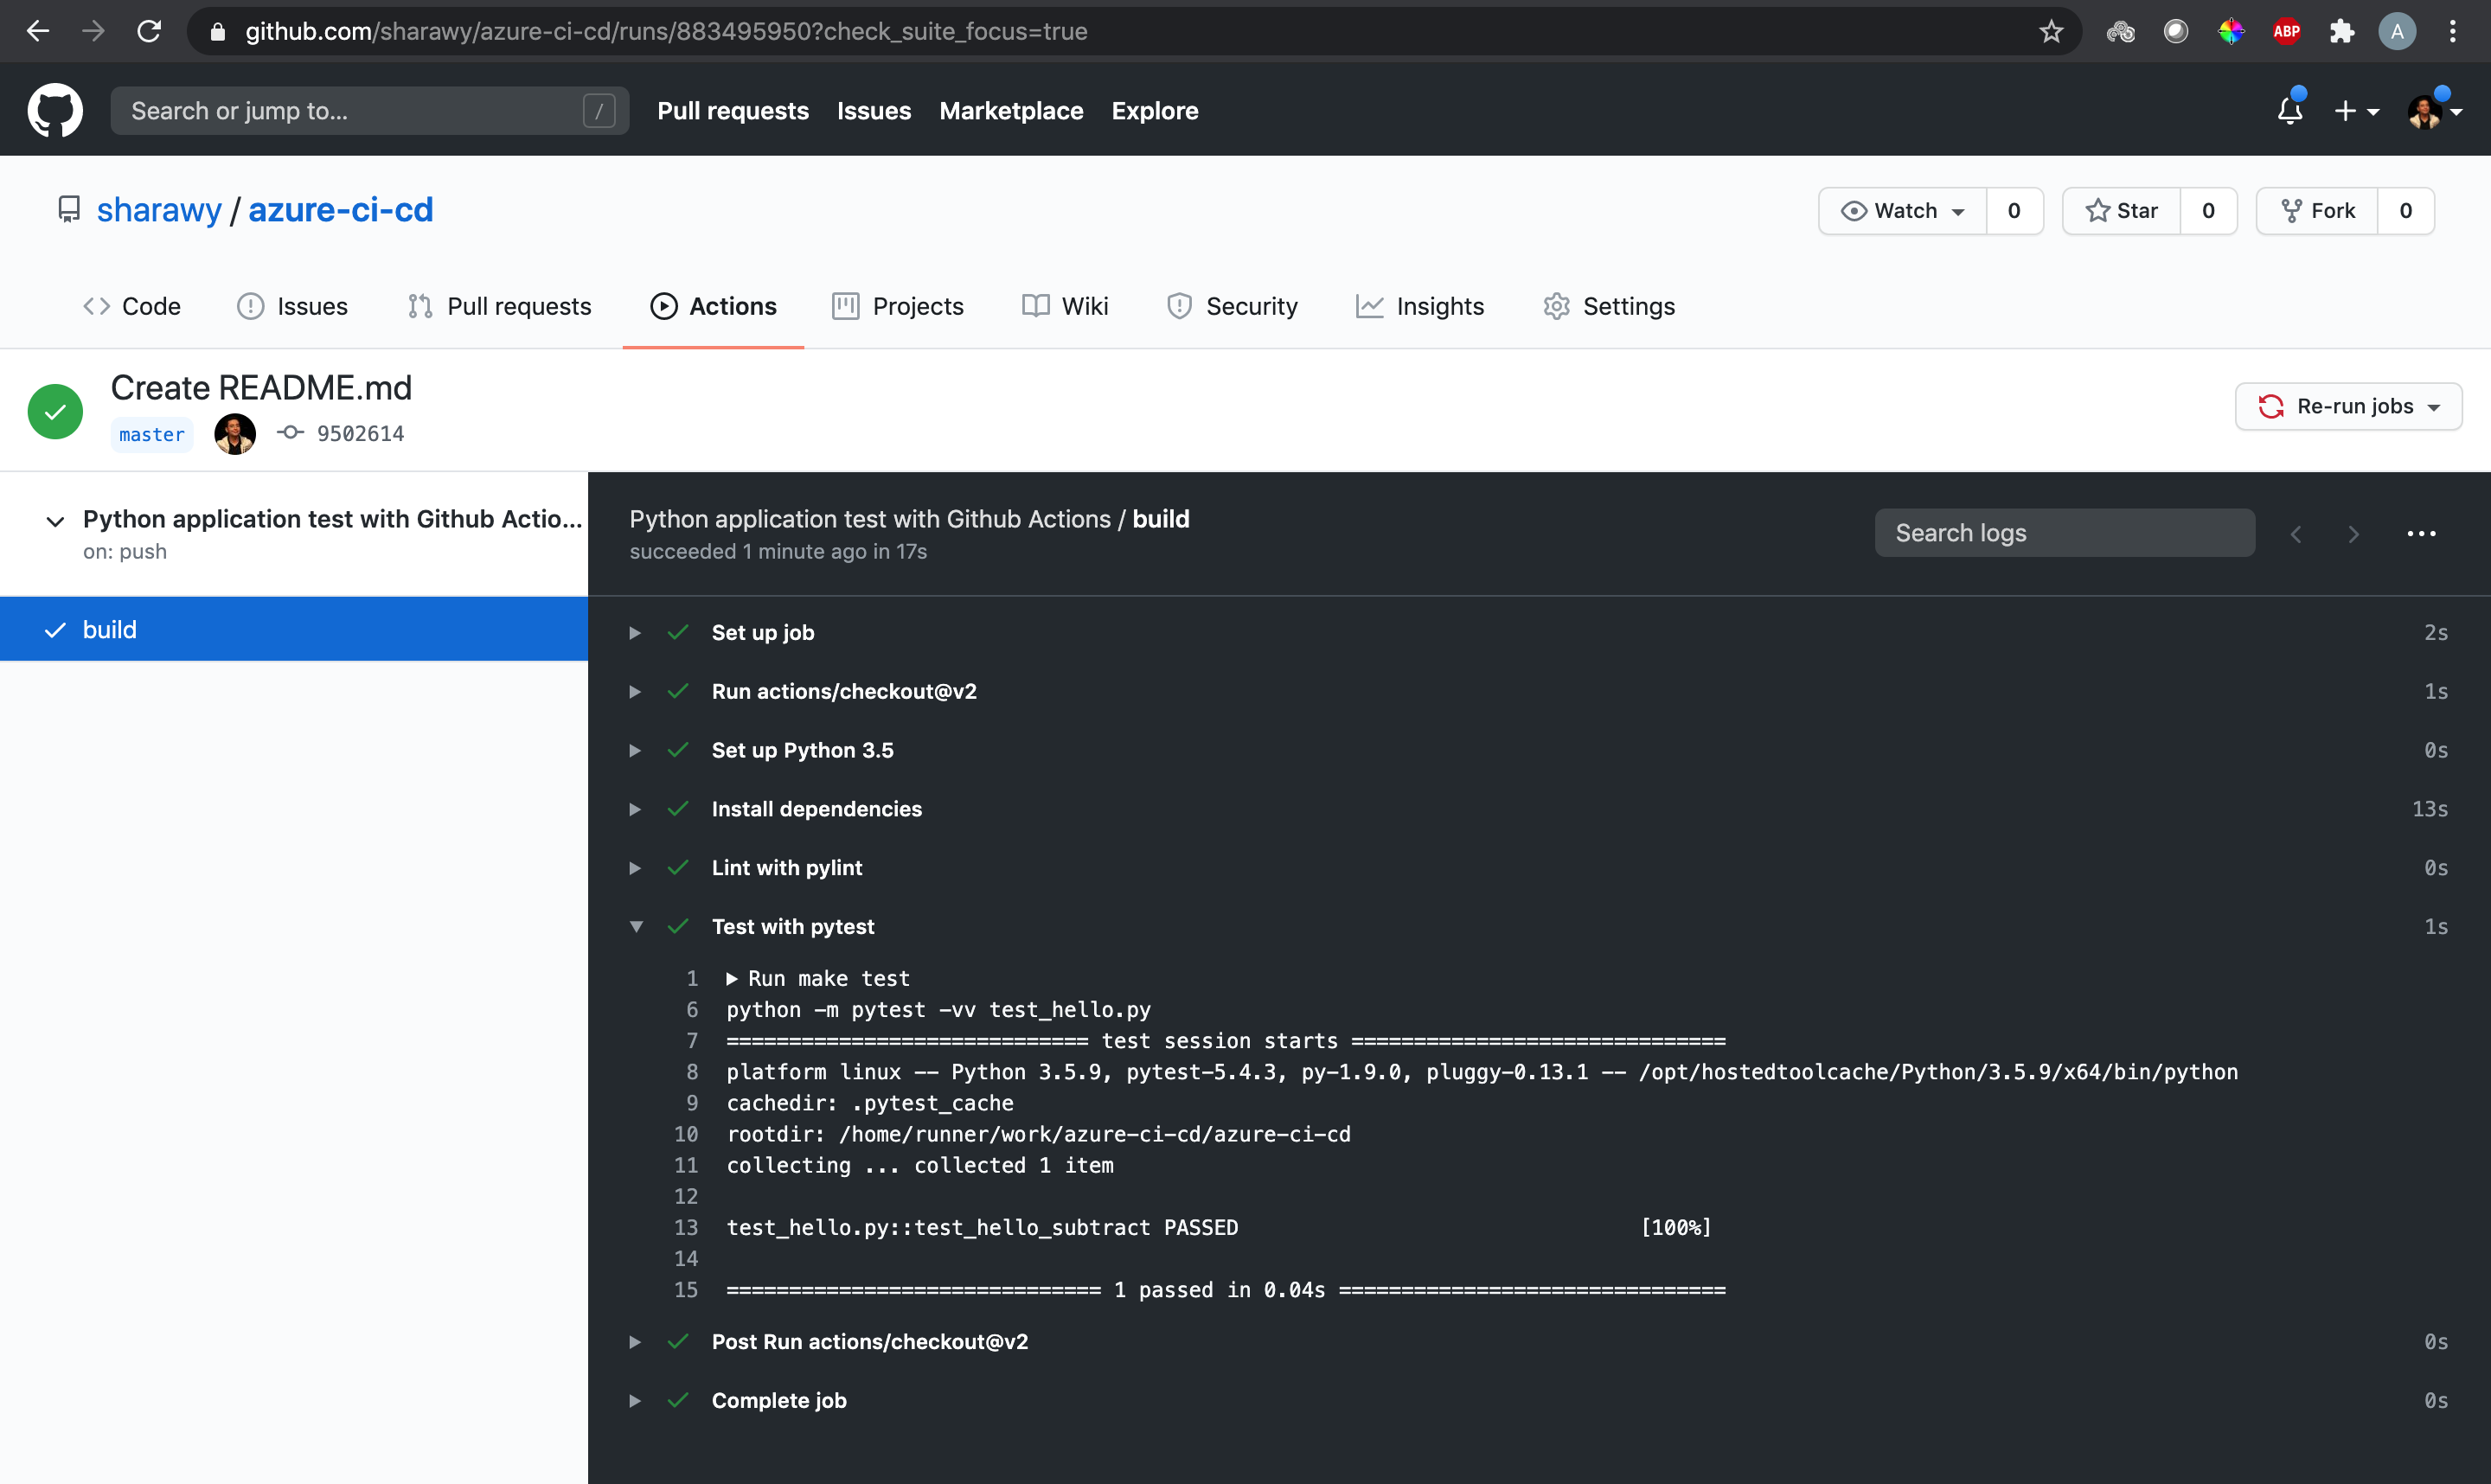 github.com/sharawy/azure-ci-cd/runs/883495950?check_suite_focus=true
ABP
A
Search or jump to...
/
Pull requests
Issues
Marketplace
Explore
sharawy / azure-ci-cd
Watch
0
Star
0
Fork
0
Code
Issues
Pull requests
Actions
Projects
Wiki
Security
Insights
Settings
Create README.md
master
9502614
Re-run jobs
Python application test with Github Actio...
on: push
build
Python application test with Github Actions / build
succeeded 1 minute ago in 17s
Search logs
Set up job
2s
Run actions/checkout@v2
1s
Set up Python 3.5
0s
Install dependencies
13s
Lint with pylint
0s
Test with pytest
1s
1 Run make test
6 python -m pytest -vv test_hello.py
7 ============================= test session starts ==============================
8 platform linux -- Python 3.5.9, pytest-5.4.3, py-1.9.0, pluggy-0.13.1 -- /opt/hostedtoolcache/Python/3.5.9/x64/bin/python
9 cachedir: .pytest_cache
10 rootdir: /home/runner/work/azure-ci-cd/azure-ci-cd
11 collecting ... collected 1 item
12
13 test_hello.py::test_hello_subtract PASSED [100%]
14
15 ============================== 1 passed in 0.04s ===============================
Post Run actions/checkout@v2
0s
Complete job
0s